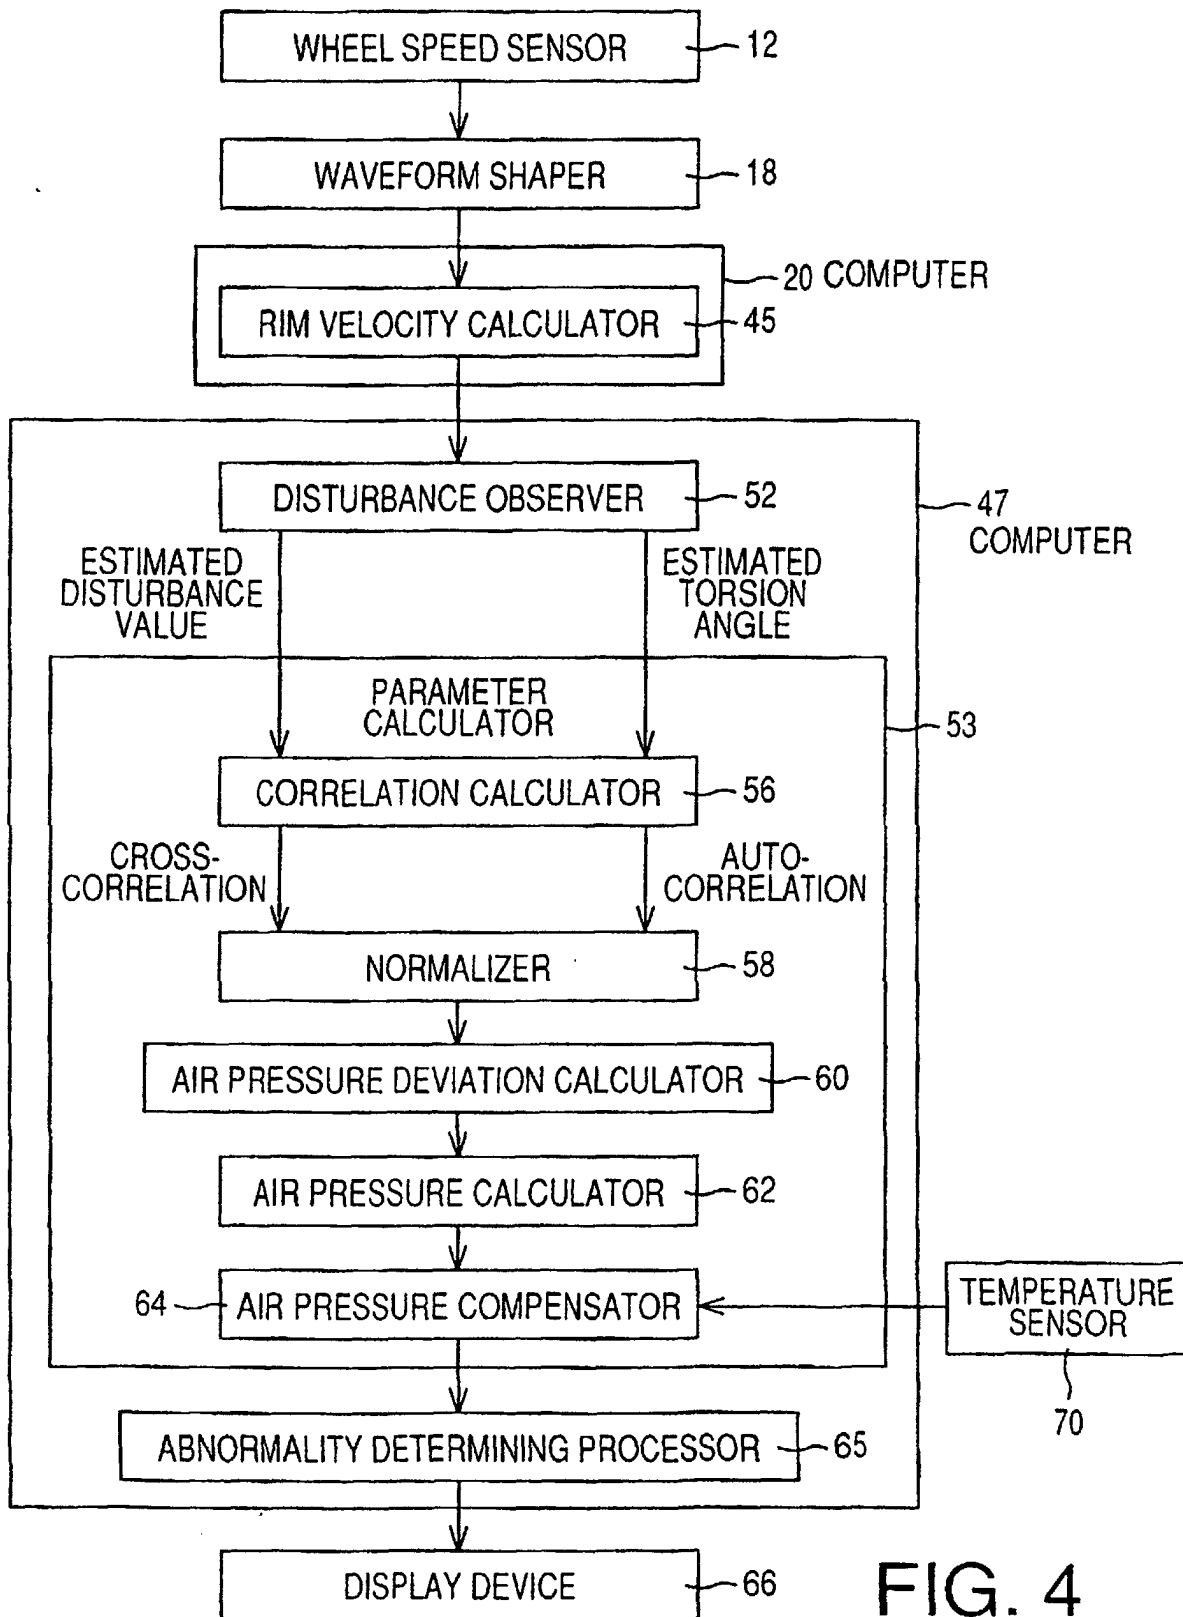 WHEEL SPEED SENSOR
12
WAVEFORM SHAPER
18
20 COMPUTER
RIM VELOCITY CALCULATOR
45
DISTURBANCE OBSERVER
52
47
COMPUTER
ESTIMATED
DISTURBANCE
VALUE
ESTIMATED
TORSION
ANGLE
PARAMETER
CALCULATOR
53
CORRELATION CALCULATOR
56
CROSS-
CORRELATION
AUTO-
CORRELATION
NORMALIZER
58
AIR PRESSURE DEVIATION CALCULATOR
60
AIR PRESSURE CALCULATOR
62
64
AIR PRESSURE COMPENSATOR
TEMPERATURE
SENSOR
70
ABNORMALITY DETERMINING PROCESSOR
65
DISPLAY DEVICE
66
FIG. 4